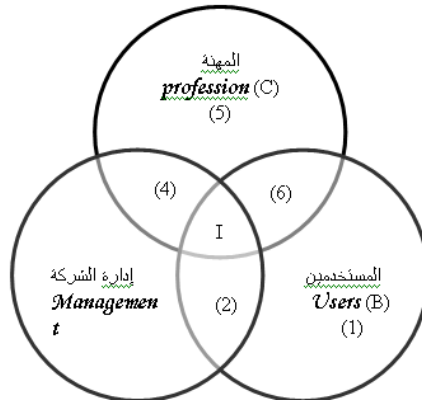 المهنة
profession (C)
(5)
(4)
(6)
I
إدارة الشركة
Managemen
t
(2)
المستخدمين
Users (B)
(1)